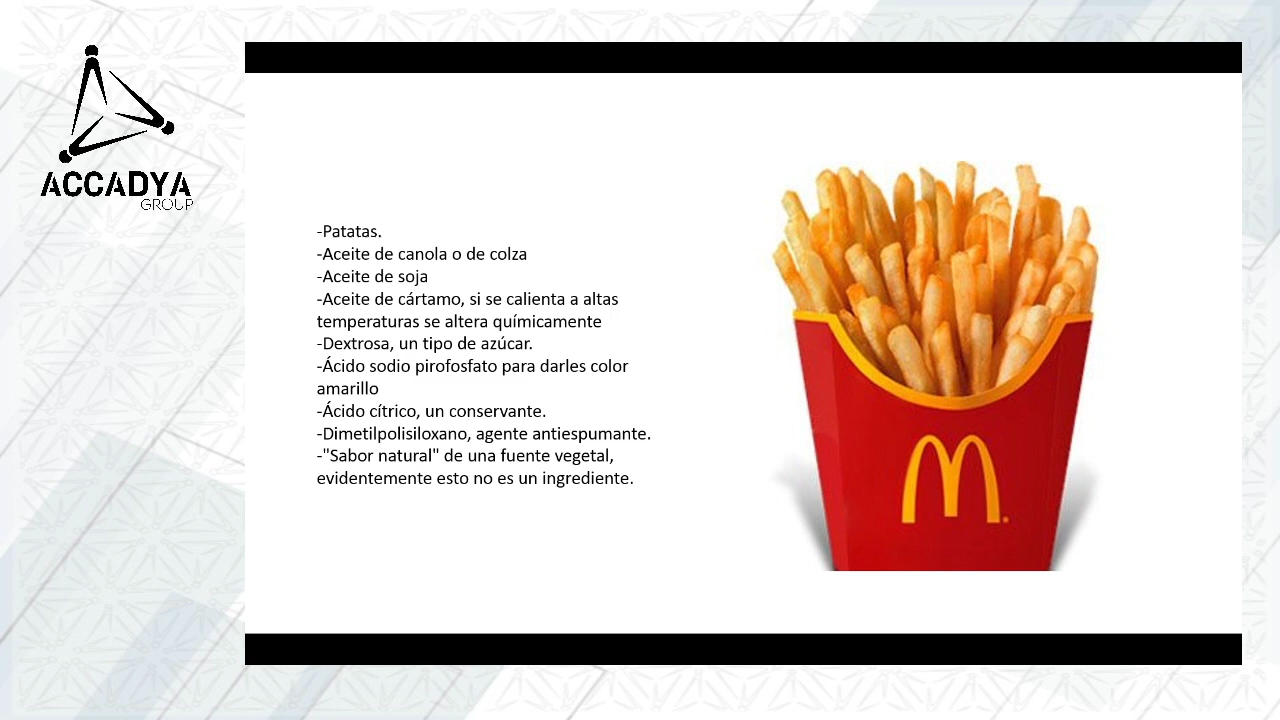 ACCADYA
GROUP
-Patatas.
-Aceite de canola o de colza
-Aceite de soja
-Aceite de cártamo, si se calienta a altas
temperaturas se altera químicamente
-Dextrosa, un tipo de azúcar.
-Ácido sodio pirofosfato para darles color
amarillo
-Ácido cítrico, un conservante.
-Dimetilpolisiloxano, agente antiespumante.
-"Sabor natural" de una fuente vegetal,
evidentemente esto no es un ingrediente.
M